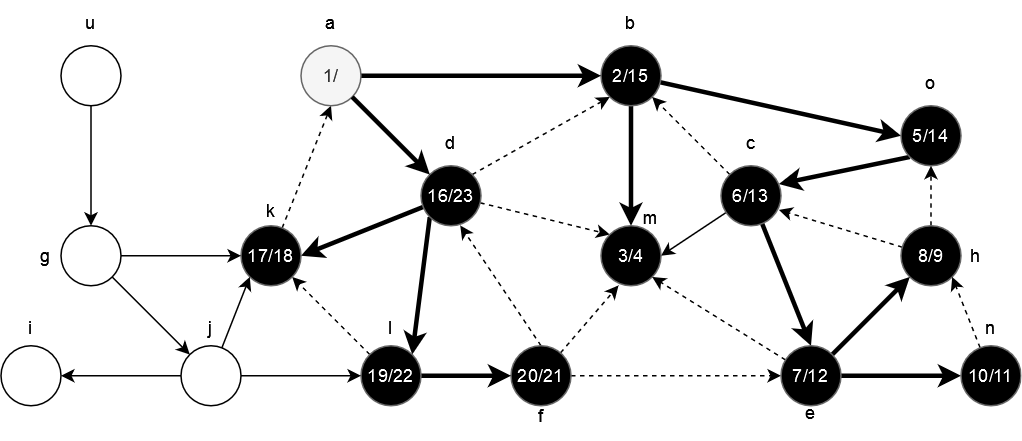 u
a
b
1/
2/15
o
5/14
d
c
16/23
6/13
k
m
g
17/18
3/4
8/9
h
i
j
l
n
19/22
20/21
7/12
10/11
f
e